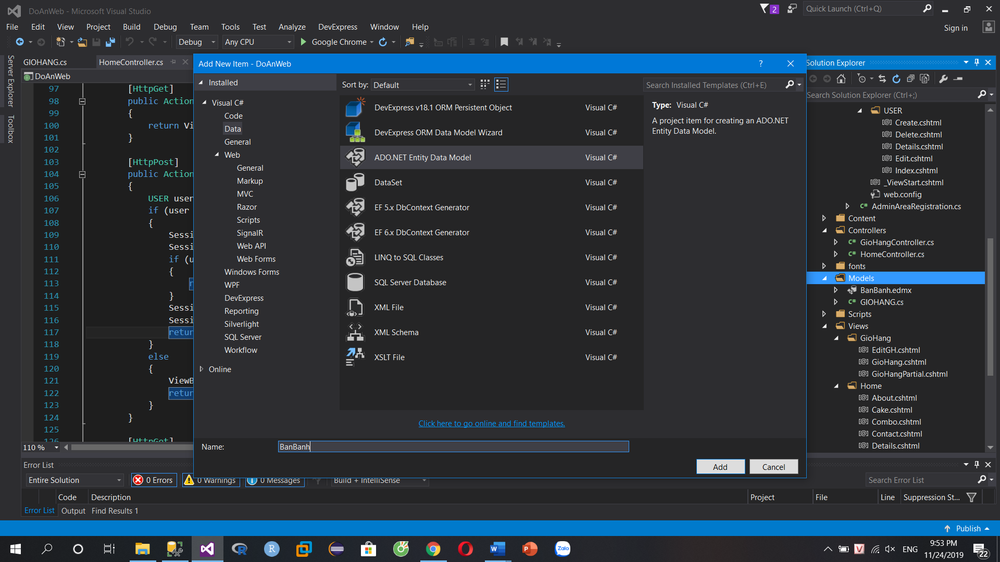 DoAnWeb - Microsoft Visual Studio
2
Quick Launch (Ctrl+Q)
File Edit View Project Build Debug Team Tools Test Analyze DevExpress Window Help
Sign in
Debug
Any CPU
Google Chrome
Server Explorer
Toolbox
GIOHANG.cs
HomeController.cs
DoAnWeb
97 [HttpGet]
98 public Action
99 {
100 return Vi
101 }
102
103 [HttpPost]
104 public Action
105 {
106 USER user
107 if (user
108 {
109 Sessi
110 Sessi
111 if (u
112 {
113 r
114 }
115 Sessi
116 Sessi
117 retur
118 }
119 else
120 {
121 ViewB
122 retur
123 }
124 }
125
126 [HttpGet]
110 %
Add New Item - DoAnWeb
?
Installed
Visual C#
Code
Data
General
Web
General
Markup
MVC
Razor
Scripts
SignalR
Web API
Web Forms
Windows Forms
WPF
DevExpress
Reporting
Silverlight
SQL Server
Workflow
Online
Sort by: Default
Search Installed Templates (Ctrl+E)
DevExpress v18.1 ORM Persistent Object Visual C#
DevExpress ORM Data Model Wizard Visual C#
ADO.NET Entity Data Model Visual C#
DataSet Visual C#
EF 5.x DbContext Generator Visual C#
EF 6.x DbContext Generator Visual C#
LINQ to SQL Classes Visual C#
SQL Server Database Visual C#
XML File Visual C#
XML Schema Visual C#
XSLT File Visual C#
Type: Visual C#
A project item for creating an ADO.NET
Entity Data Model.
Click here to go online and find templates.
Name: BanBanh
Add
Cancel
Solution Explorer
Search Solution Explorer (Ctrl+;)
USER
Create.cshtml
Delete.cshtml
Details.cshtml
Edit.cshtml
Index.cshtml
_ViewStart.cshtml
web.config
AdminAreaRegistration.cs
Content
Controllers
GioHangController.cs
HomeController.cs
fonts
Models
BanBanh.edmx
GIOHANG.cs
Scripts
Views
GioHang
EditGH.cshtml
GioHang.cshtml
GioHangPartial.cshtml
Home
About.cshtml
Cake.cshtml
Combo.cshtml
Contact.cshtml
Details.cshtml
Error List
Entire Solution
0 Errors
0 Warnings
0 Messages
Build + IntelliSense
Search Error List
Code
Description
Project
File
Line
Suppression St...
Error List
Output
Find Results 1
Publish
R
R
W
P
Zalo
V
ENG
9:53 PM
11/24/2019
22